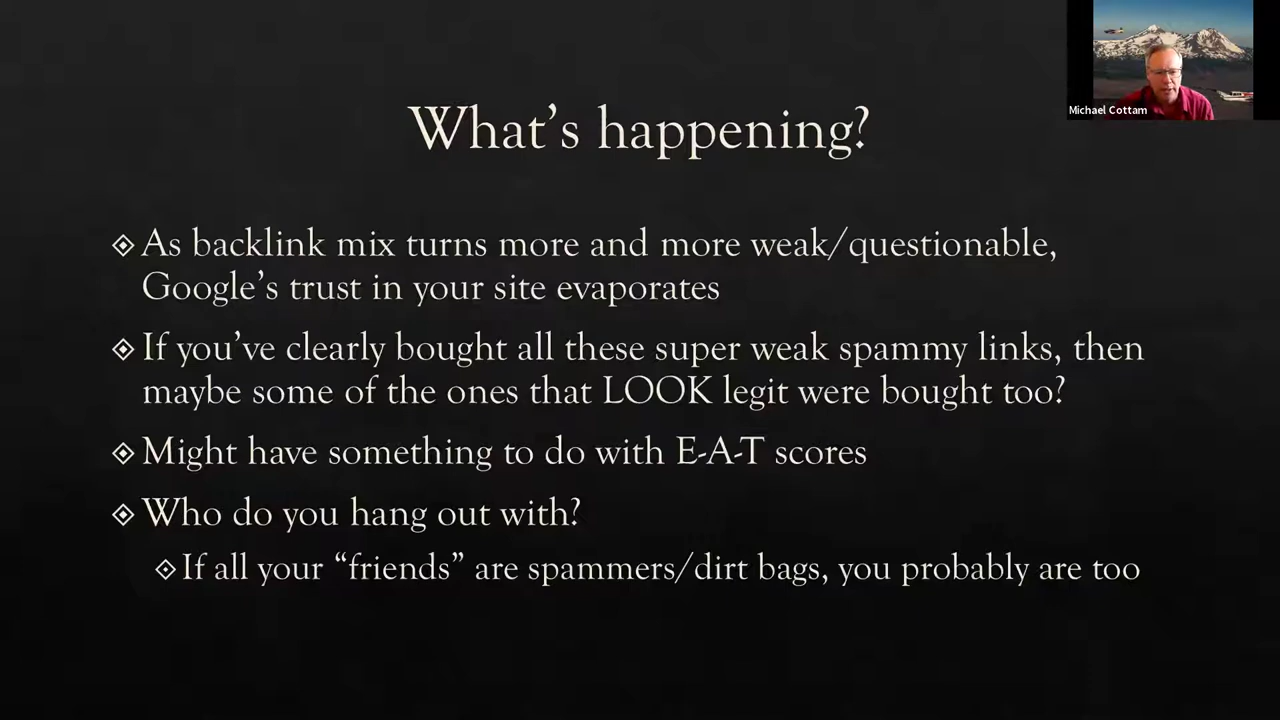 Michael Cottam
What's happening?
As backlink mix turns more and more weak/questionable,
Google's trust in your site evaporates
If you've clearly bought all these super weak spammy links, then
maybe some of the ones that LOOK legit were bought too?
Might have something to do with E-A-T scores
Who do you hang out with?
If all your “friends” are spammers/dirt bags, you probably are too